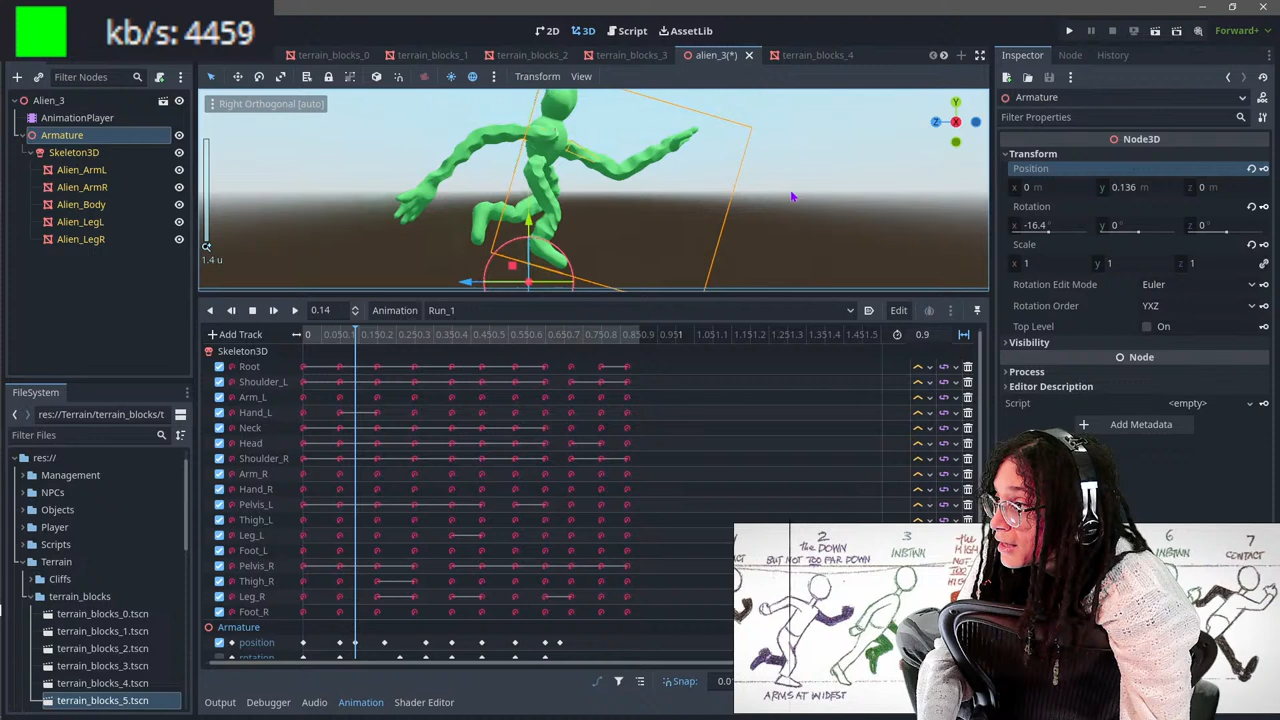 kb/s: 4459
2D
3D
Script
AssetLib
Forward+
terrain_blocks_0
terrain_blocks_1
terrain_blocks_2
terrain_blocks_3
alien_3(*)
terrain_blocks_4
Inspector
Node
History
Filter Nodes
Transform
View
Alien_3
AnimationPlayer
Armature
Skeleton3D
Alien_ArmL
Alien_ArmR
Alien_Body
Alien_LegL
Alien_LegR
Right Orthogonal [auto]
Y
Z
X
1.4 u
Armature
Filter Properties
Node3D
Transform
Position
x 0 m
y 0.136 m
z 0 m
Rotation
x -16.4°
y 0°
z 0°
Scale
x 1
y 1
z 1
Rotation Edit Mode
Euler
Rotation Order
YXZ
Top Level
On
Visibility
Node
Process
Editor Description
Script
<empty>
Add Metadata
0.14
Animation
Run_1
Edit
Add Track
0.9
Skeleton3D
Root
Shoulder_L
Arm_L
Hand_L
Neck
Head
Shoulder_R
Arm_R
Hand_R
Pelvis_L
Thigh_L
Leg_L
Foot_L
Pelvis_R
Thigh_R
Leg_R
Foot_R
Armature
position
rotation
Snap:
FileSystem
res://Terrain/terrain_blocks/t
Filter Files
res://
Management
NPCs
Objects
Player
Scripts
Terrain
Cliffs
terrain_blocks
terrain_blocks_0.tscn
terrain_blocks_1.tscn
terrain_blocks_2.tscn
terrain_blocks_3.tscn
terrain_blocks_4.tscn
terrain_blocks_5.tscn
Output
Debugger
Audio
Animation
Shader Editor
2
the DOWN
BUT NOT TOO FAR DOWN
ARMS AT WIDEST
3
INBTWN
the
6
INBTWN
7
CONTACT